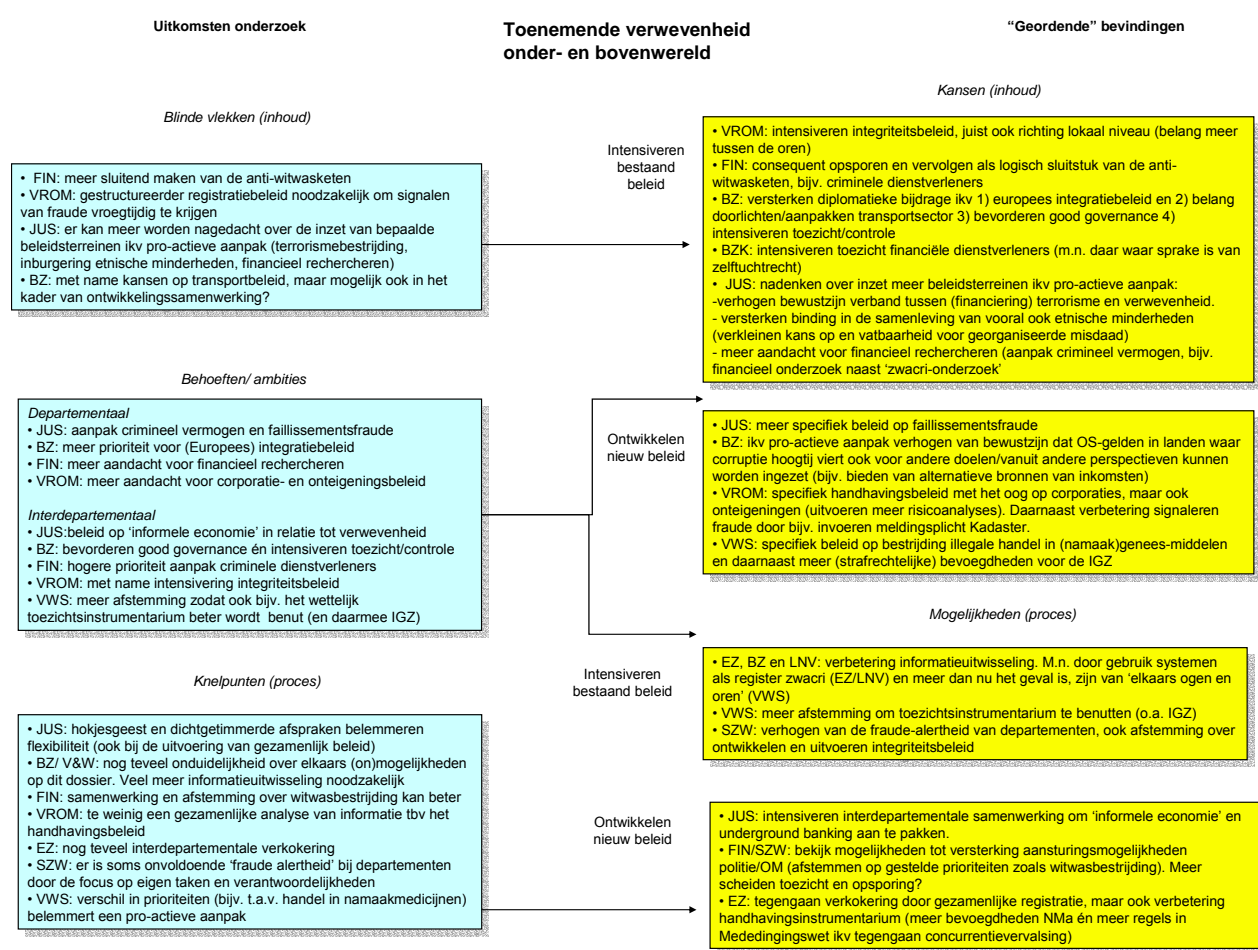 Uitkomsten onderzoek
Toenemende verwevenheid
onder- en bovenwereld
“Geordende” bevindingen
Blinde vlekken (inhoud)
• FIN: meer sluitend maken van de anti-witwasketen
• VROM: gestructureerder registratiebeleid noodzakelijk om signalen
van fraude vroegtijdig te krijgen
• JUS: er kan meer worden nagedacht over de inzet van bepaalde
beleidsterreinen ikv pro-actieve aanpak (terrorismebestrijding,
inburgering etnische minderheden, financieel rechercheren)
• BZ: met name kansen op transportbeleid, maar mogelijk ook in het
kader van ontwikkelingssamenwerking?
Behoeften/ ambities
Departementaal
• JUS: aanpak crimineel vermogen en faillissementsfraude
• BZ: meer prioriteit voor (Europees) integratiebeleid
• FIN: meer aandacht voor financieel rechercheren
• VROM: meer aandacht voor corporatie- en onteigeningsbeleid
Interdepartementaal
• JUS:beleid op ‘informele economie’ in relatie tot verwevenheid
• BZ: bevorderen good governance én intensiveren toezicht/controle
• FIN: hogere prioriteit aanpak criminele dienstverleners
• VROM: met name intensivering integriteitsbeleid
• VWS: meer afstemming zodat ook bijv. het wettelijk
toezichtsinstrumentarium beter wordt benut (en daarmee IGZ)
Knelpunten (proces)
• JUS: hokjesgeest en dichtgetimmerde afspraken belemmeren
flexibiliteit (ook bij de uitvoering van gezamenlijk beleid)
• BZ/ V&W: nog teveel onduidelijkheid over elkaars (on)mogelijkheden
op dit dossier. Veel meer informatieuitwisseling noodzakelijk
• FIN: samenwerking en afstemming over witwasbestrijding kan beter
• VROM: te weinig een gezamenlijke analyse van informatie tbv het
handhavingsbeleid
• EZ: nog teveel interdepartementale verkokering
• SZW: er is soms onvoldoende ‘fraude alertheid’ bij departementen
door de focus op eigen taken en verantwoordelijkheden
• VWS: verschil in prioriteiten (bijv. t.a.v. handel in namaakmedicijnen)
belemmert een pro-actieve aanpak
Intensiveren
bestaand
beleid
Ontwikkelen
nieuw beleid
Intensiveren
bestaand beleid
Ontwikkelen
nieuw beleid
Kansen (inhoud)
• VROM: intensiveren integriteitsbeleid, juist ook richting lokaal niveau (belang meer
tussen de oren)
• FIN: consequent opsporen en vervolgen als logisch sluitstuk van de anti-
witwasketen, bijv. criminele dienstverleners
• BZ: versterken diplomatieke bijdrage ikv 1) europees integratiebeleid en 2) belang
doorlichten/aanpakken transportsector 3) bevorderen good governance 4)
intensiveren toezicht/controle
• BZK: intensiveren toezicht financiële dienstverleners (m.n. daar waar sprake is van
zelftuchtrecht)
• JUS: nadenken over inzet meer beleidsterreinen ikv pro-actieve aanpak:
-verhogen bewustzijn verband tussen (financiering) terrorisme en verwevenheid.
- versterken binding in de samenleving van vooral ook etnische minderheden
(verkleinen kans op en vatbaarheid voor georganiseerde misdaad)
- meer aandacht voor financieel rechercheren (aanpak crimineel vermogen, bijv.
financieel onderzoek naast ‘zwacri-onderzoek’
• JUS: meer specifiek beleid op faillissementsfraude
• BZ: ikv pro-actieve aanpak verhogen van bewustzijn dat OS-gelden in landen waar
corruptie hoogtij viert ook voor andere doelen/vanuit andere perspectieven kunnen
worden ingezet (bijv. bieden van alternatieve bronnen van inkomsten)
• VROM: specifiek handhavingsbeleid met het oog op corporaties, maar ook
onteigeningen (uitvoeren meer risicoanalyses). Daarnaast verbetering signaleren
fraude door bijv. invoeren meldingsplicht Kadaster.
• VWS: specifiek beleid op bestrijding illegale handel in (namaak)genees-middelen
en daarnaast meer (strafrechtelijke) bevoegdheden voor de IGZ
Mogelijkheden (proces)
• EZ, BZ en LNV: verbetering informatieuitwisseling. M.n. door gebruik systemen
als register zwacri (EZ/LNV) en meer dan nu het geval is, zijn van ‘elkaars ogen en
oren’ (VWS)
• VWS: meer afstemming om toezichtsinstrumentarium te benutten (o.a. IGZ)
• SZW: verhogen van de fraude-alertheid van departementen, ook afstemming over
ontwikkelen en uitvoeren integriteitsbeleid
• JUS: intensiveren interdepartementale samenwerking om ‘informele economie’ en
underground banking aan te pakken.
• FIN/SZW: bekijk mogelijkheden tot versterking aansturingsmogelijkheden
politie/OM (afstemmen op gestelde prioriteiten zoals witwasbestrijding). Meer
scheiden toezicht en opsporing?
• EZ: tegengaan verkokering door gezamenlijke registratie, maar ook verbetering
handhavingsinstrumentarium (meer bevoegdheden NMa én meer regels in
Mededingingswet ikv tegengaan concurrentievervalsing)